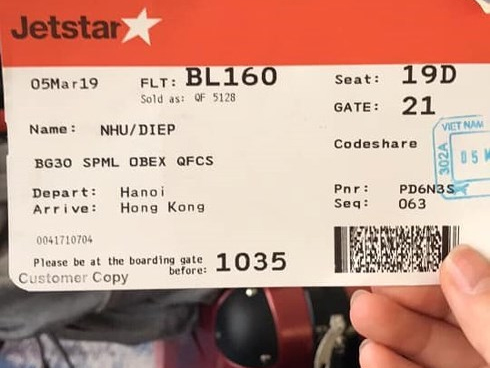 Jetstar
05Mar19 FLT: BL160 Seat: 19D
Sold as: QF 5128
GATE: 21
Name: NHU/DIEP
Codeshare
VIET NAM
302A
05
BG30 SPML OBEX QFCS
Depart: Hanoi
Arrive: Hong Kong
Pnr: PD6N3S
Seq: 063
0041710704
Please be at the boarding gate
before: 1035
Customer Copy